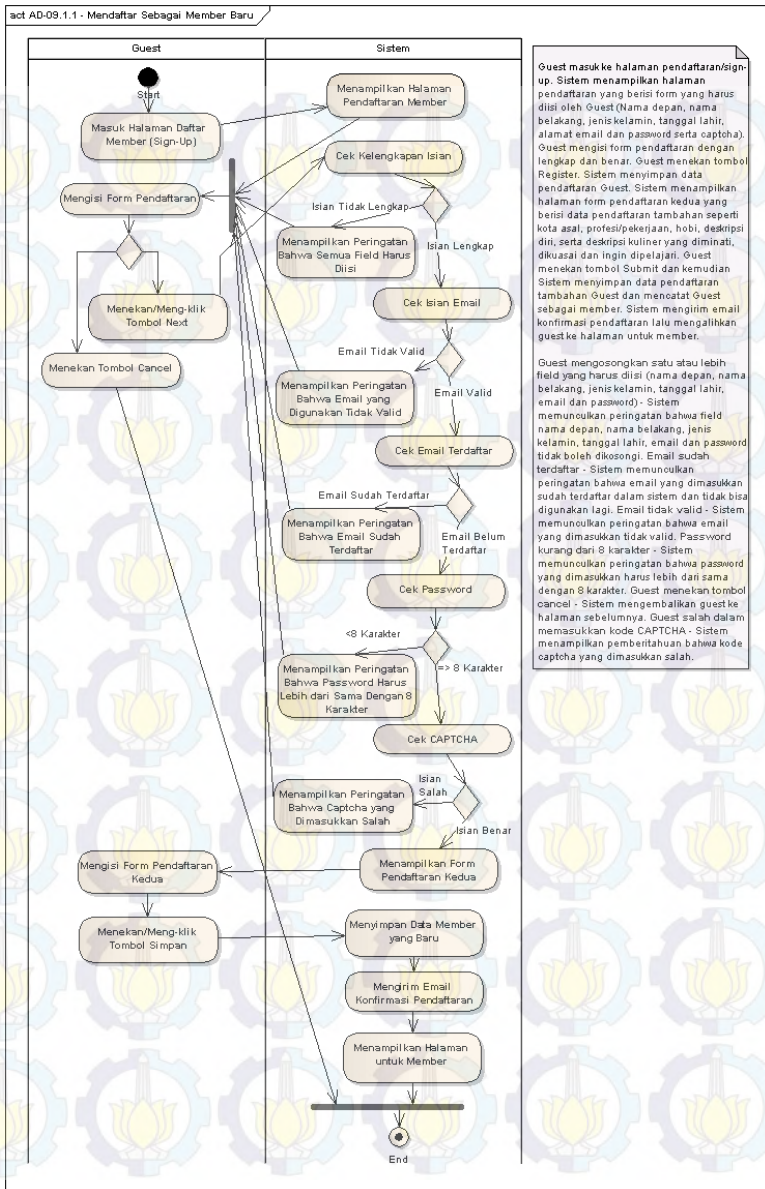 act AD-09.1.1 - Mendaftar Sebagai Member Baru
Guest
Sistem
Start
Masuk Halaman Daftar
Member (Sign-Up)
Menampilkan Halaman
Pendaftaran Member
Cek Kelengkapan Isian
Mengisi Form Pendaftaran
Isian Tidak Lengkap
Menampilkan Peringatan
Bahwa Semua Field Harus
Diisi
Isian Lengkap
Menekan/Meng-klik
Tombol Next
Cek Isian Email
Menekan Tombol Cancel
Email Tidak Valid
Menampilkan Peringatan
Bahwa Email yang
Digunakan Tidak Valid
Email Valid
Cek Email Terdaftar
Email Sudah Terdaftar
Menampilkan Peringatan
Bahwa Email Sudah
Terdaftar
Email Belum
Terdaftar
Cek Password
<8 Karakter
=> 8 Karakter
Menampilkan Peringatan
Bahwa Password Harus
Lebih dari Sama Dengan 8
Karakter
Cek CAPTCHA
Isian
Salah
Menampilkan Peringatan
Bahwa Captcha yang
Dimasukkan Salah
Isian Benar
Menampilkan Form
Pendaftaran Kedua
Mengisi Form Pendaftaran
Kedua
Menekan/Meng-klik
Tombol Simpan
Menyimpan Data Member
yang Baru
Mengirim Email
Konfirmasi Pendaftaran
Menampilkan Halaman
untuk Member
End
Guest masuk ke halaman pendaftaran/sign-
up. Sistem menampilkan halaman
pendaftaran yang berisi form yang harus
diisi oleh Guest (Nama depan, nama
belakang, jenis kelamin, tanggal lahir,
alamat email dan password serta captcha).
Guest mengisi form pendaftaran dengan
lengkap dan benar. Guest menekan tombol
Register. Sistem menyimpan data
pendaftaran Guest. Sistem menampilkan
halaman form pendaftaran kedua yang
berisi data pendaftaran tambahan seperti
kota asal, profesi/pekerjaan, hobi, deskripsi
diri, serta deskripsi kuliner yang diminati,
dikuasai dan ingin dipelajari. Guest
menekan tombol Submit dan kemudian
Sistem menyimpan data pendaftaran
tambahan Guest dan mencatat Guest
sebagai member. Sistem mengirim email
konfirmasi pendaftaran lalu mengalihkan
guest ke halaman untuk member.
Guest mengosongkan satu atau lebih
field yang harus diisi (nama depan, nama
belakang, jenis kelamin, tanggal lahir,
email dan password) - Sistem
memunculkan peringatan bahwa field
nama depan, nama belakang, jenis
kelamin, tanggal lahir, email dan password
tidak boleh dikosongi. Email sudah
terdaftar - Sistem memunculkan
peringatan bahwa email yang dimasukkan
sudah terdaftar dalam sistem dan tidak bisa
digunakan lagi. Email tidak valid - Sistem
memunculkan peringatan bahwa email
yang dimasukkan tidak valid. Password
kurang dari 8 karakter - Sistem
memunculkan peringatan bahwa password
yang dimasukkan harus lebih dari sama
dengan 8 karakter. Guest menekan tombol
cancel - Sistem mengembalikan guest ke
halaman sebelumnya. Guest salah dalam
memasukkan kode CAPTCHA - Sistem
menampilkan pemberitahuan bahwa kode
captcha yang dimasukkan salah.